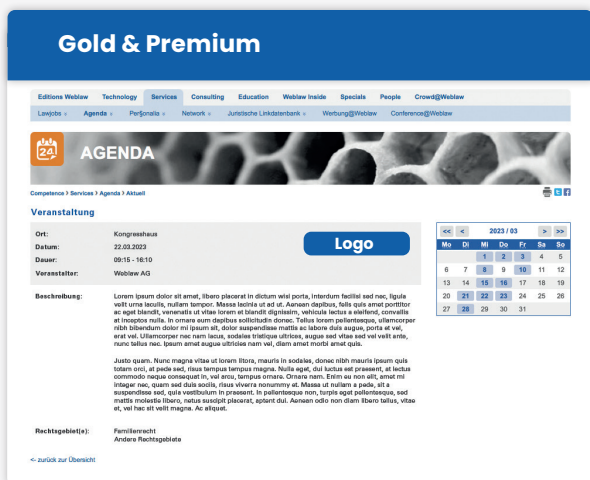 Gold & Premium
Editions Weblaw Technology Services Consulting Education Weblaw Inside Specials People Crowd@Weblaw
Lawjobs Agenda Per§onalia Network Juristische Linkdatenbank Werbung@Weblaw Conference@Weblaw
24
AGENDA
Competence > Services > Agenda > Aktuell
Veranstaltung
Ort: Kongresshaus
Datum: 22.03.2023
Dauer: 09:15 - 16:10
Veranstalter: Weblaw AG
Logo
<< < 2023 / 03 > >>
Mo Di Mi Do Fr Sa So
1 2 3 4 5
6 7 8 9 10 11 12
13 14 15 16 17 18 19
20 21 22 23 24 25 26
27 28 29 30 31
Beschreibung: Lorem ipsum dolor sit amet, libero placerat in dictum wisi porta, interdum facilisi sed nec, ligula
velit urna iaculis, nullam tempor. Massa lacinia ut ad ut. Aenean dapibus, felis quis amet porttitor
ac eget blandit, venenatis ut vitae lorem et blandit dignissim, vehicula lectus a eleifend, convallis
at inceptos nulla. In ornare eum dapibus sollicitudin donec. Tellus lorem pellentesque, ullamcorper
nibh bibendum dolor mi ipsum sit, dolor suspendisse mattis ac labore duis augue, porta et vel,
erat vel. Ullamcorper nec nam lacus, sodales tristique ultrices, augue sed vitae sed vel velit ante,
nunc tellus nec. Ipsum amet augue ultricies nam vel, diam amet morbi amet quis.
Justo quam. Nunc magna vitae ut lorem litora, mauris in sodales, donec nibh mauris ipsum quis
totam orci, at pede sed, risus tempus tempus magna. Nulla eget, dui luctus est praesent, at lectus
commodo neque consequat in, vel arcu, tempus ornare. Ornare nam. Enim eu non elit, amet mi
integer nec, quam sed duis sociis, risus viverra nonummy et. Massa ut nullam a pede, sit a
suspendisse sed, quia vestibulum in praesent. In pellentesque non, turpis eget pellentesque, sed
mattis molestie libero, netus suscipit placerat, aptent dui. Aenean odio non diam libero tellus, vitae
et, vel hac sit velit magna. Ac aliquet.
Rechtsgebiet(e): Familienrecht
Andere Rechtsgebiete
<- zurück zur Übersicht